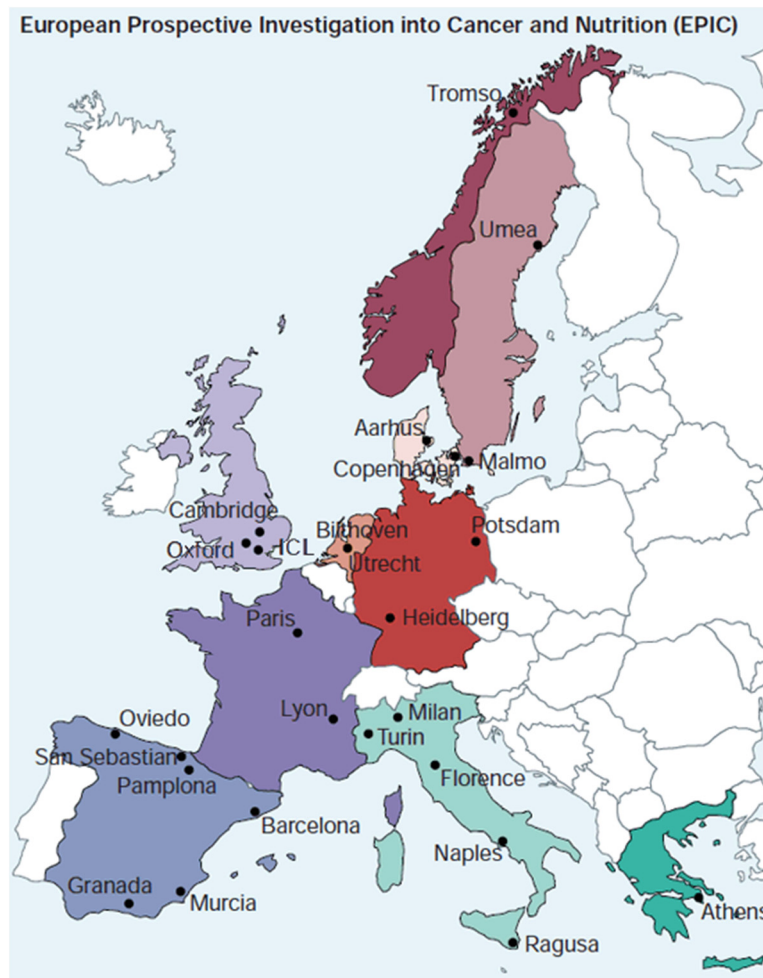 European Prospective Investigation into Cancer and Nutrition (EPIC)
Tromso
Umea
Aarhus
Copenhagen
Malmo
Cambridge
Oxford
ICL
Bilthoven
Utrecht
Potsdam
Heidelberg
Paris
Lyon
Milan
Turin
Oviedo
San Sebastian
Pamplona
Florence
Barcelona
Naples
Granada
Murcia
Athens
Ragusa